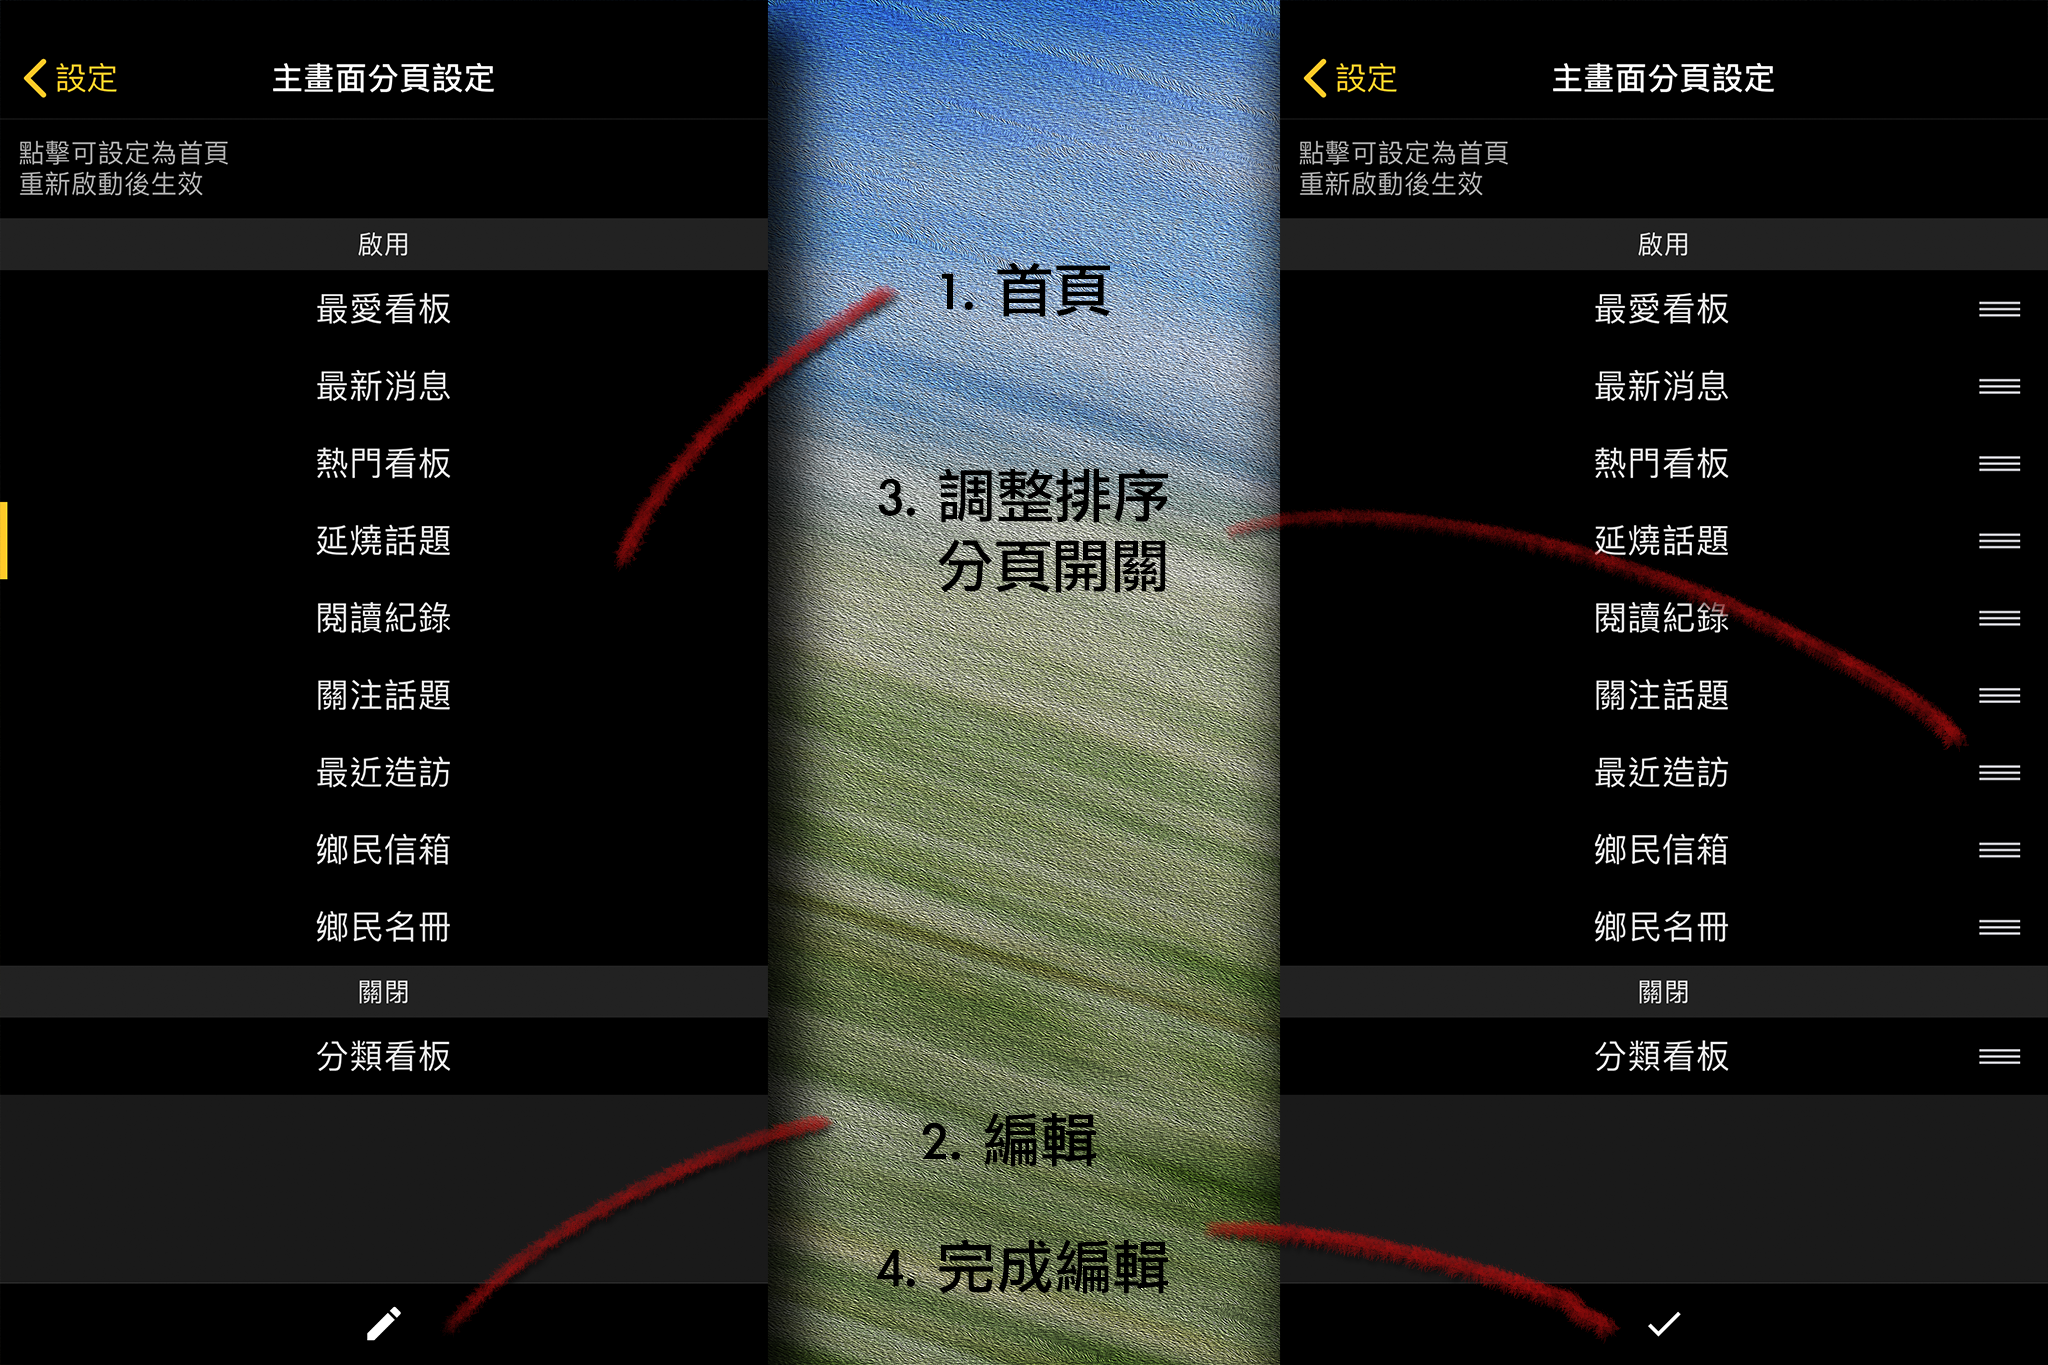 設定
主畫面分頁設定
點擊可設定為首頁
重新啟動後生效
啟用
最愛看板
最新消息
熱門看板
延燒話題
閱讀紀錄
關注話題
最近造訪
鄉民信箱
鄉民名冊
關閉
分類看板
1. 首頁
3. 調整排序
分頁開關
2. 編輯
4. 完成編輯
設定
主畫面分頁設定
點擊可設定為首頁
重新啟動後生效
啟用
最愛看板
最新消息
熱門看板
延燒話題
閱讀紀錄
關注話題
最近造訪
鄉民信箱
鄉民名冊
關閉
分類看板